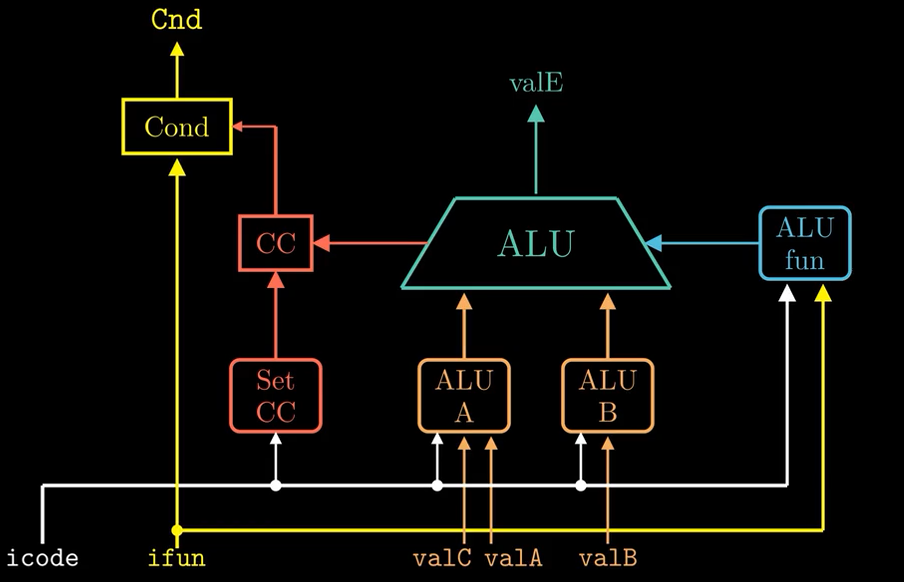 Cnd
valE
Cond
CC
ALU
ALU
fun
Set
CC
ALU
A
ALU
B
icode
ifun
valC
valA
valB